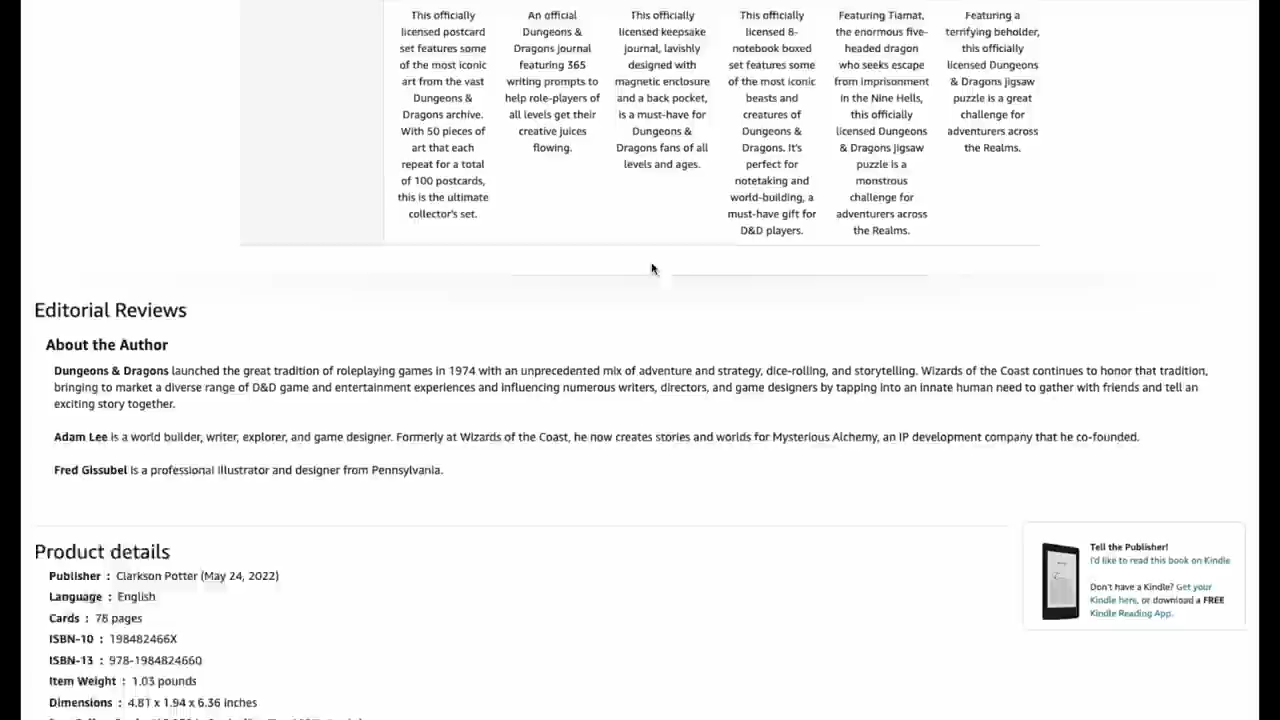 This officially
licensed postcard
set features some
of the most iconic
art from the vast
Dungeons &
Dragons archive.
With 50 pieces of
art that each
repeat for a total
of 100 postcards,
this is the ultimate
collector's set.
An official
Dungeons &
Dragons journal
featuring 365
writing prompts to
help role-players of
all levels get their
creative juices
flowing.
This officially
licensed keepsake
journal, lavishly
designed with
magnetic enclosure
and a back pocket,
is a must-have for
Dungeons &
Dragons fans of all
levels and ages.
This officially
licensed 8-
notebook boxed
set features some
of the most iconic
beasts and
creatures of
Dungeons &
Dragons. It's
perfect for
notetaking and
world-building, a
must-have gift for
D&D players.
Featuring Tiamat,
the enormous five-
headed dragon
who seeks escape
from imprisonment
in the Nine Hells,
this officially
licensed Dungeons
& Dragons jigsaw
puzzle is a
monstrous
challenge for
adventurers across
the Realms.
Featuring a
terrifying beholder,
this officially
licensed Dungeons
& Dragons jigsaw
puzzle is a great
challenge for
adventurers across
the Realms.
Editorial Reviews
About the Author
Dungeons & Dragons launched the great tradition of roleplaying games in 1974 with an unprecedented mix of adventure and strategy, dice-rolling, and storytelling. Wizards of the Coast continues to honor that tradition,
bringing to market a diverse range of D&D game and entertainment experiences and influencing numerous writers, directors, and game designers by tapping into an innate human need to gather with friends and tell an
exciting story together.
Adam Lee is a world builder, writer, explorer, and game designer. Formerly at Wizards of the Coast, he now creates stories and worlds for Mysterious Alchemy, an IP development company that he co-founded.
Fred Gissubel is a professional illustrator and designer from Pennsylvania.
Product details
Publisher : Clarkson Potter (May 24, 2022)
Language : English
Cards : 78 pages
ISBN-10 : 198482466X
ISBN-13 : 978-1984824660
Item Weight : 1.03 pounds
Dimensions : 4.81 x 1.94 x 6.36 inches
Tell the Publisher!
I'd like to read this book on Kindle
Don't have a Kindle? Get your
Kindle here, or download a FREE
Kindle Reading App.